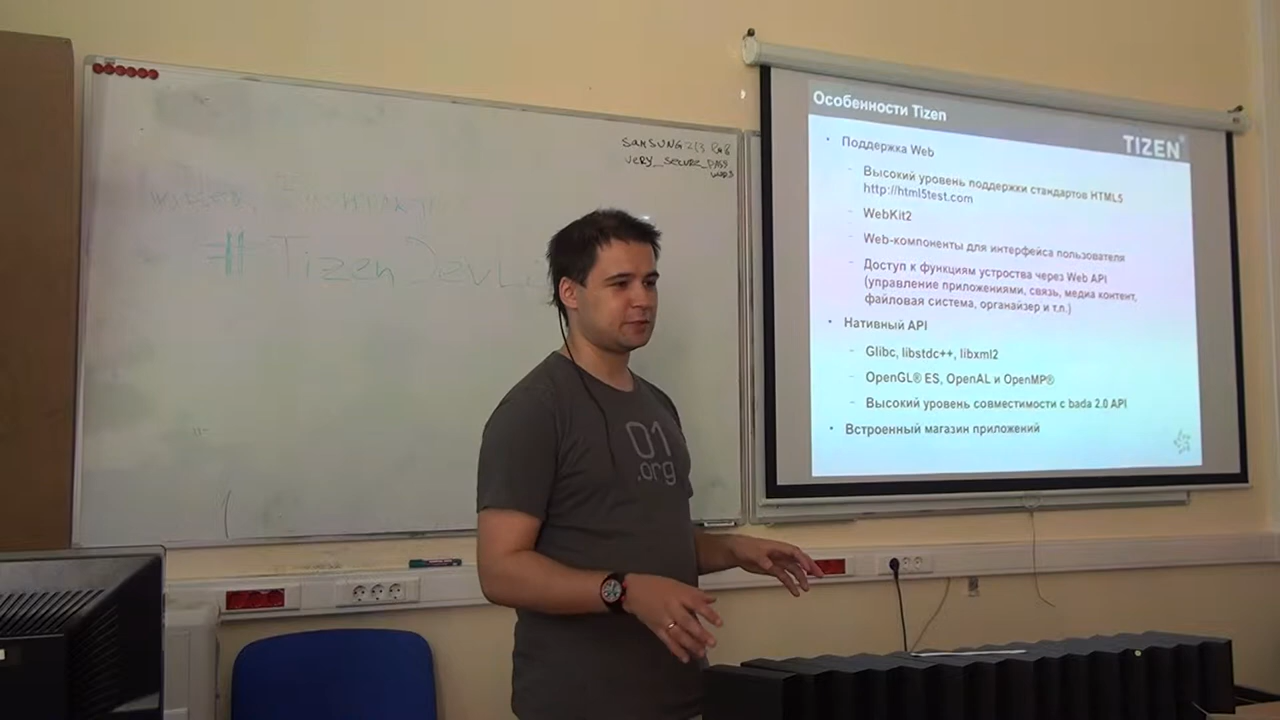 SAMSUNG
very_secure_pass
# TizenDevL
Особенности Tizen
TIZEN
• Поддержка Web
- Высокий уровень поддержки стандартов HTML5
http://html5test.com
- WebKit2
- Web-компоненты для интерфейса пользователя
- Доступ к функциям устроства через Web API
(управление приложениями, связь, медиа контент,
файловая система, органайзер и т.п.)
• Нативный API
- Glibc, libstdc++, libxml2
- OpenGL® ES, OpenAL и OpenMP®
- Высокий уровень совместимости с bada 2.0 API
• Встроенный магазин приложений
01
.org